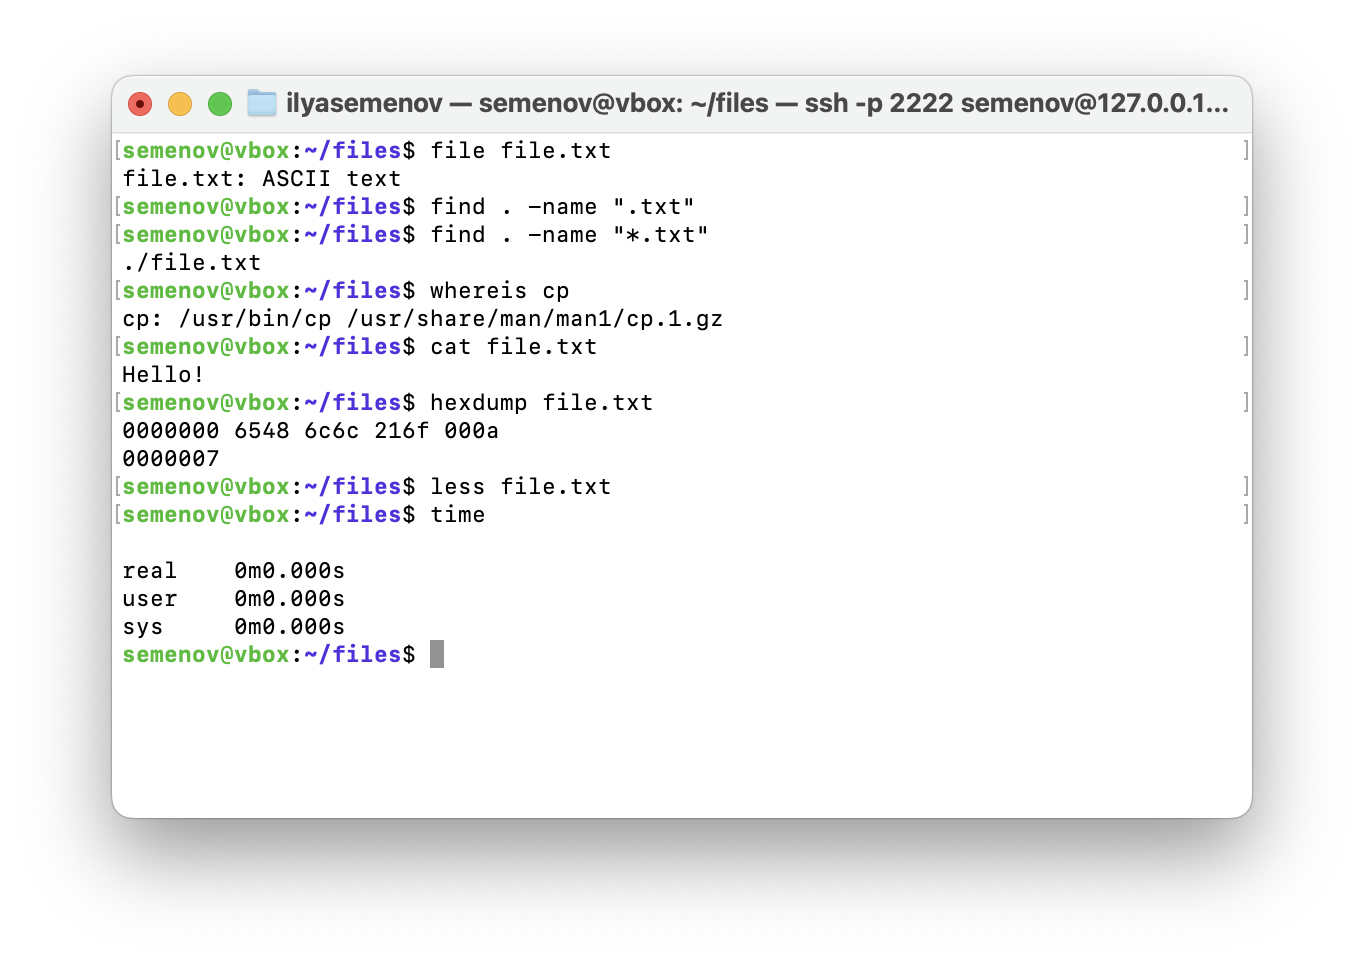 ilyasemenov — semenov@vbox: ~/files — ssh -p 2222 semenov@127.0.0.1...
[semenov@vbox:~/files$ file file.txt ]
file.txt: ASCII text
[semenov@vbox:~/files$ find . -name ".txt" ]
[semenov@vbox:~/files$ find . -name "*.txt" ]
./file.txt
[semenov@vbox:~/files$ whereis cp ]
cp: /usr/bin/cp /usr/share/man/man1/cp.1.gz
[semenov@vbox:~/files$ cat file.txt ]
Hello!
[semenov@vbox:~/files$ hexdump file.txt ]
0000000 6548 6c6c 216f 000a
0000007
[semenov@vbox:~/files$ less file.txt ]
[semenov@vbox:~/files$ time ]
real 0m0.000s
user 0m0.000s
sys 0m0.000s
semenov@vbox:~/files$